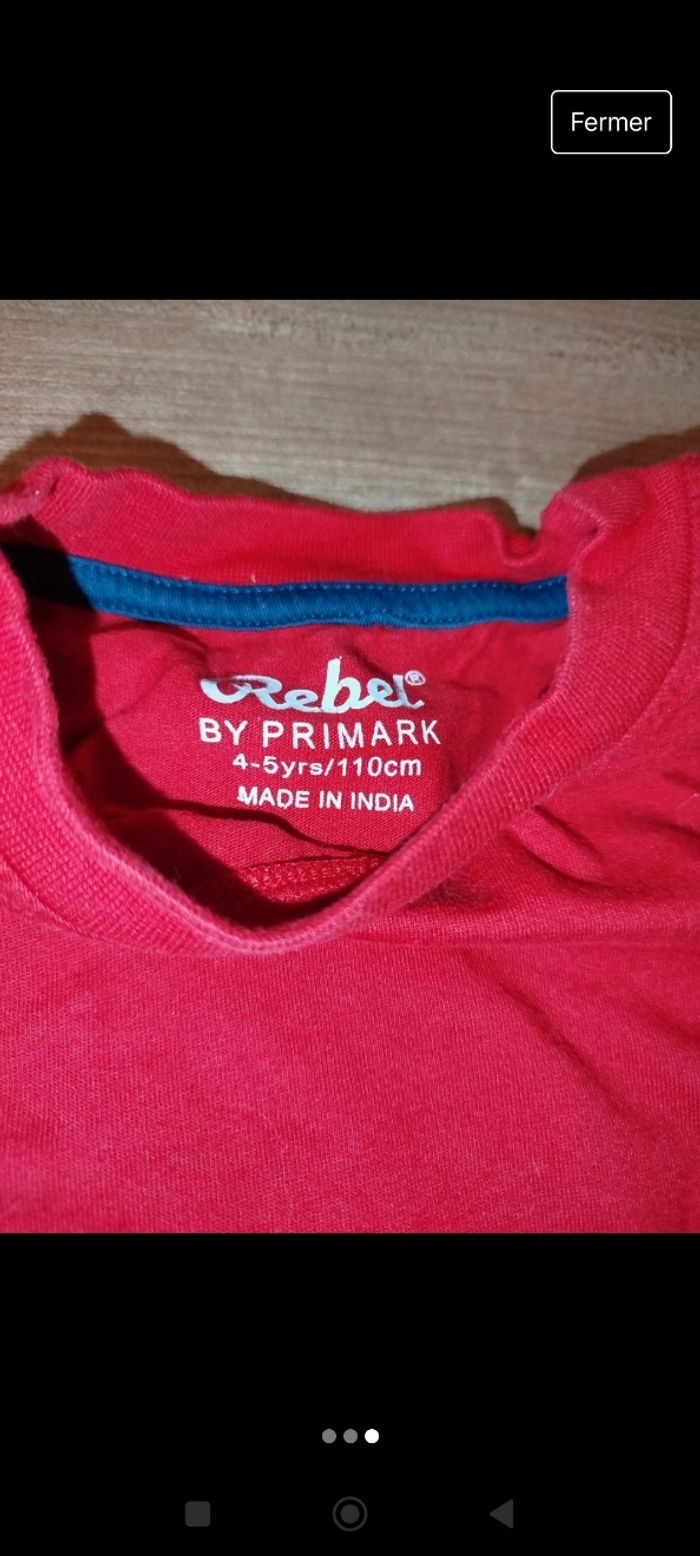 Fermer
Rebel®
BY PRIMARK
4-5yrs/110cm
MADE IN INDIA